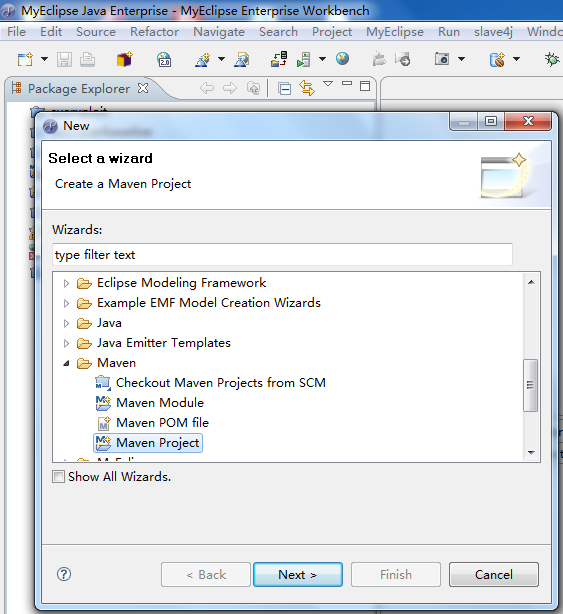 MyEclipse Java Enterprise - MyEclipse Enterprise Workbench
File Edit Source Refactor Navigate Search Project MyEclipse Run slave4j Windo
2.0
Package Explorer
New
Select a wizard
Create a Maven Project
Wizards:
type filter text
Eclipse Modeling Framework
Example EMF Model Creation Wizards
Java
Java Emitter Templates
Maven
Checkout Maven Projects from SCM
Maven Module
Maven POM file
Maven Project
Show All Wizards.
< Back Next > Finish Cancel